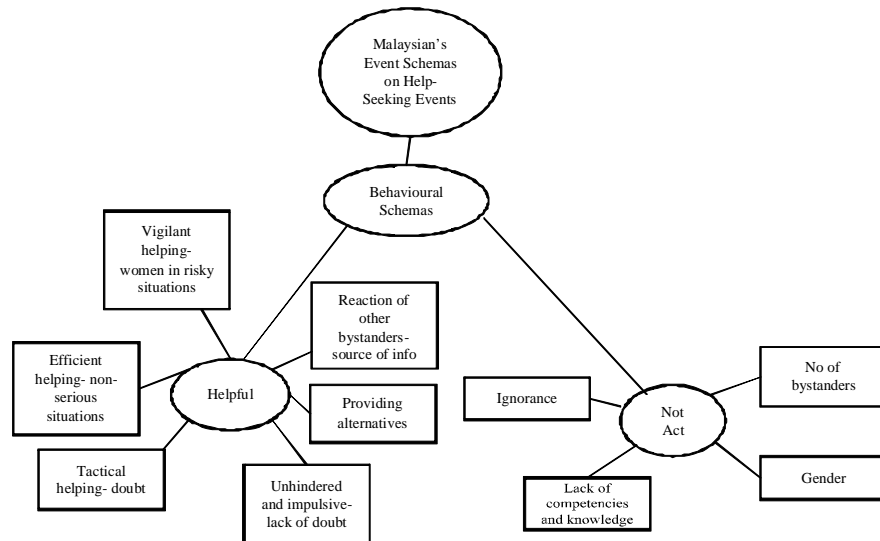 Malaysian's
Event Schemas
on Help-
Seeking Events
Behavioural
Schemas
Vigilant
helping-
women in risky
situations
Reaction of
other
bystanders-
source of info
Efficient
helping- non-
serious
situations
Helpful
Providing
alternatives
Tactical
helping- doubt
Unhindered
and impulsive-
lack of doubt
Ignorance
No of
bystanders
Not
Act
Lack of
competencies
and knowledge
Gender